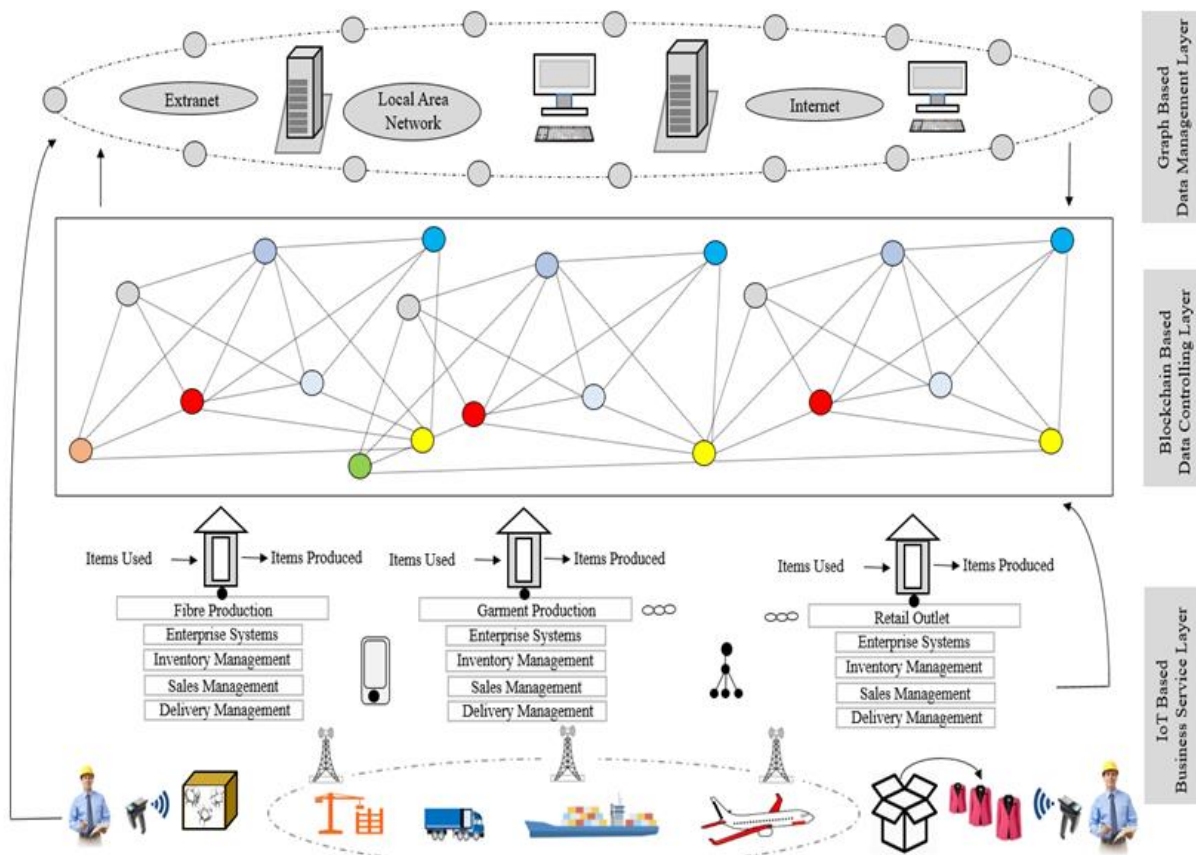 Graph Based
Data Management Layer
Extranet
Local Area
Network
Internet
Blockchain Based
Data Controlling Layer
Items Used
Items Produced
Items Used
Items Produced
Items Used
Items Produced
IoT Based
Business Service Layer
Fibre Production
Enterprise Systems
Inventory Management
Sales Management
Delivery Management
Garment Production
Enterprise Systems
Inventory Management
Sales Management
Delivery Management
Retail Outlet
Enterprise Systems
Inventory Management
Sales Management
Delivery Management